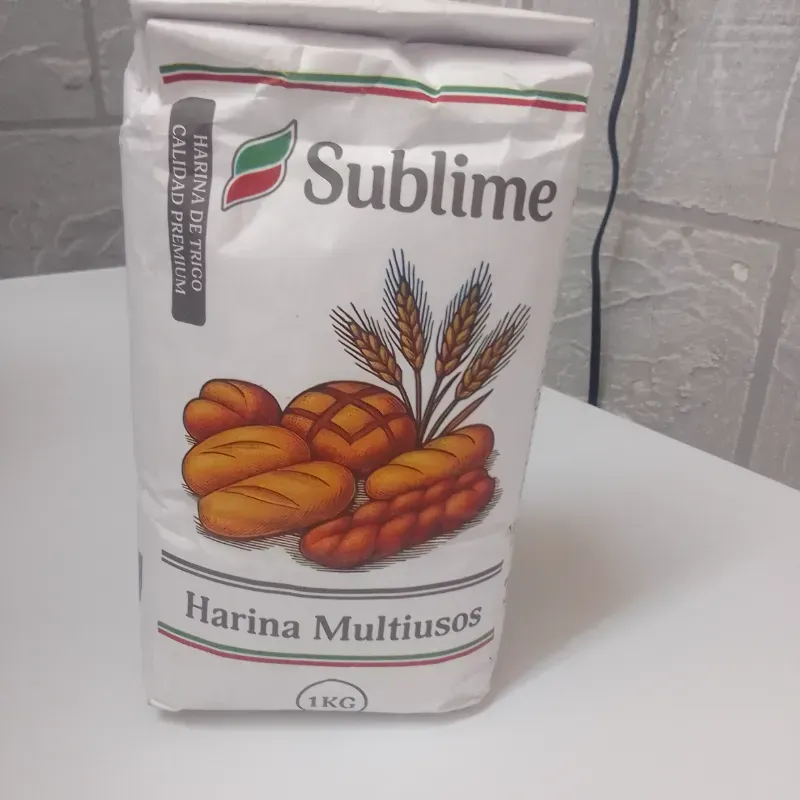 HARINA DE TRIGO
CALIDAD PREMIUM
Sublime
Harina Multiusos
1KG